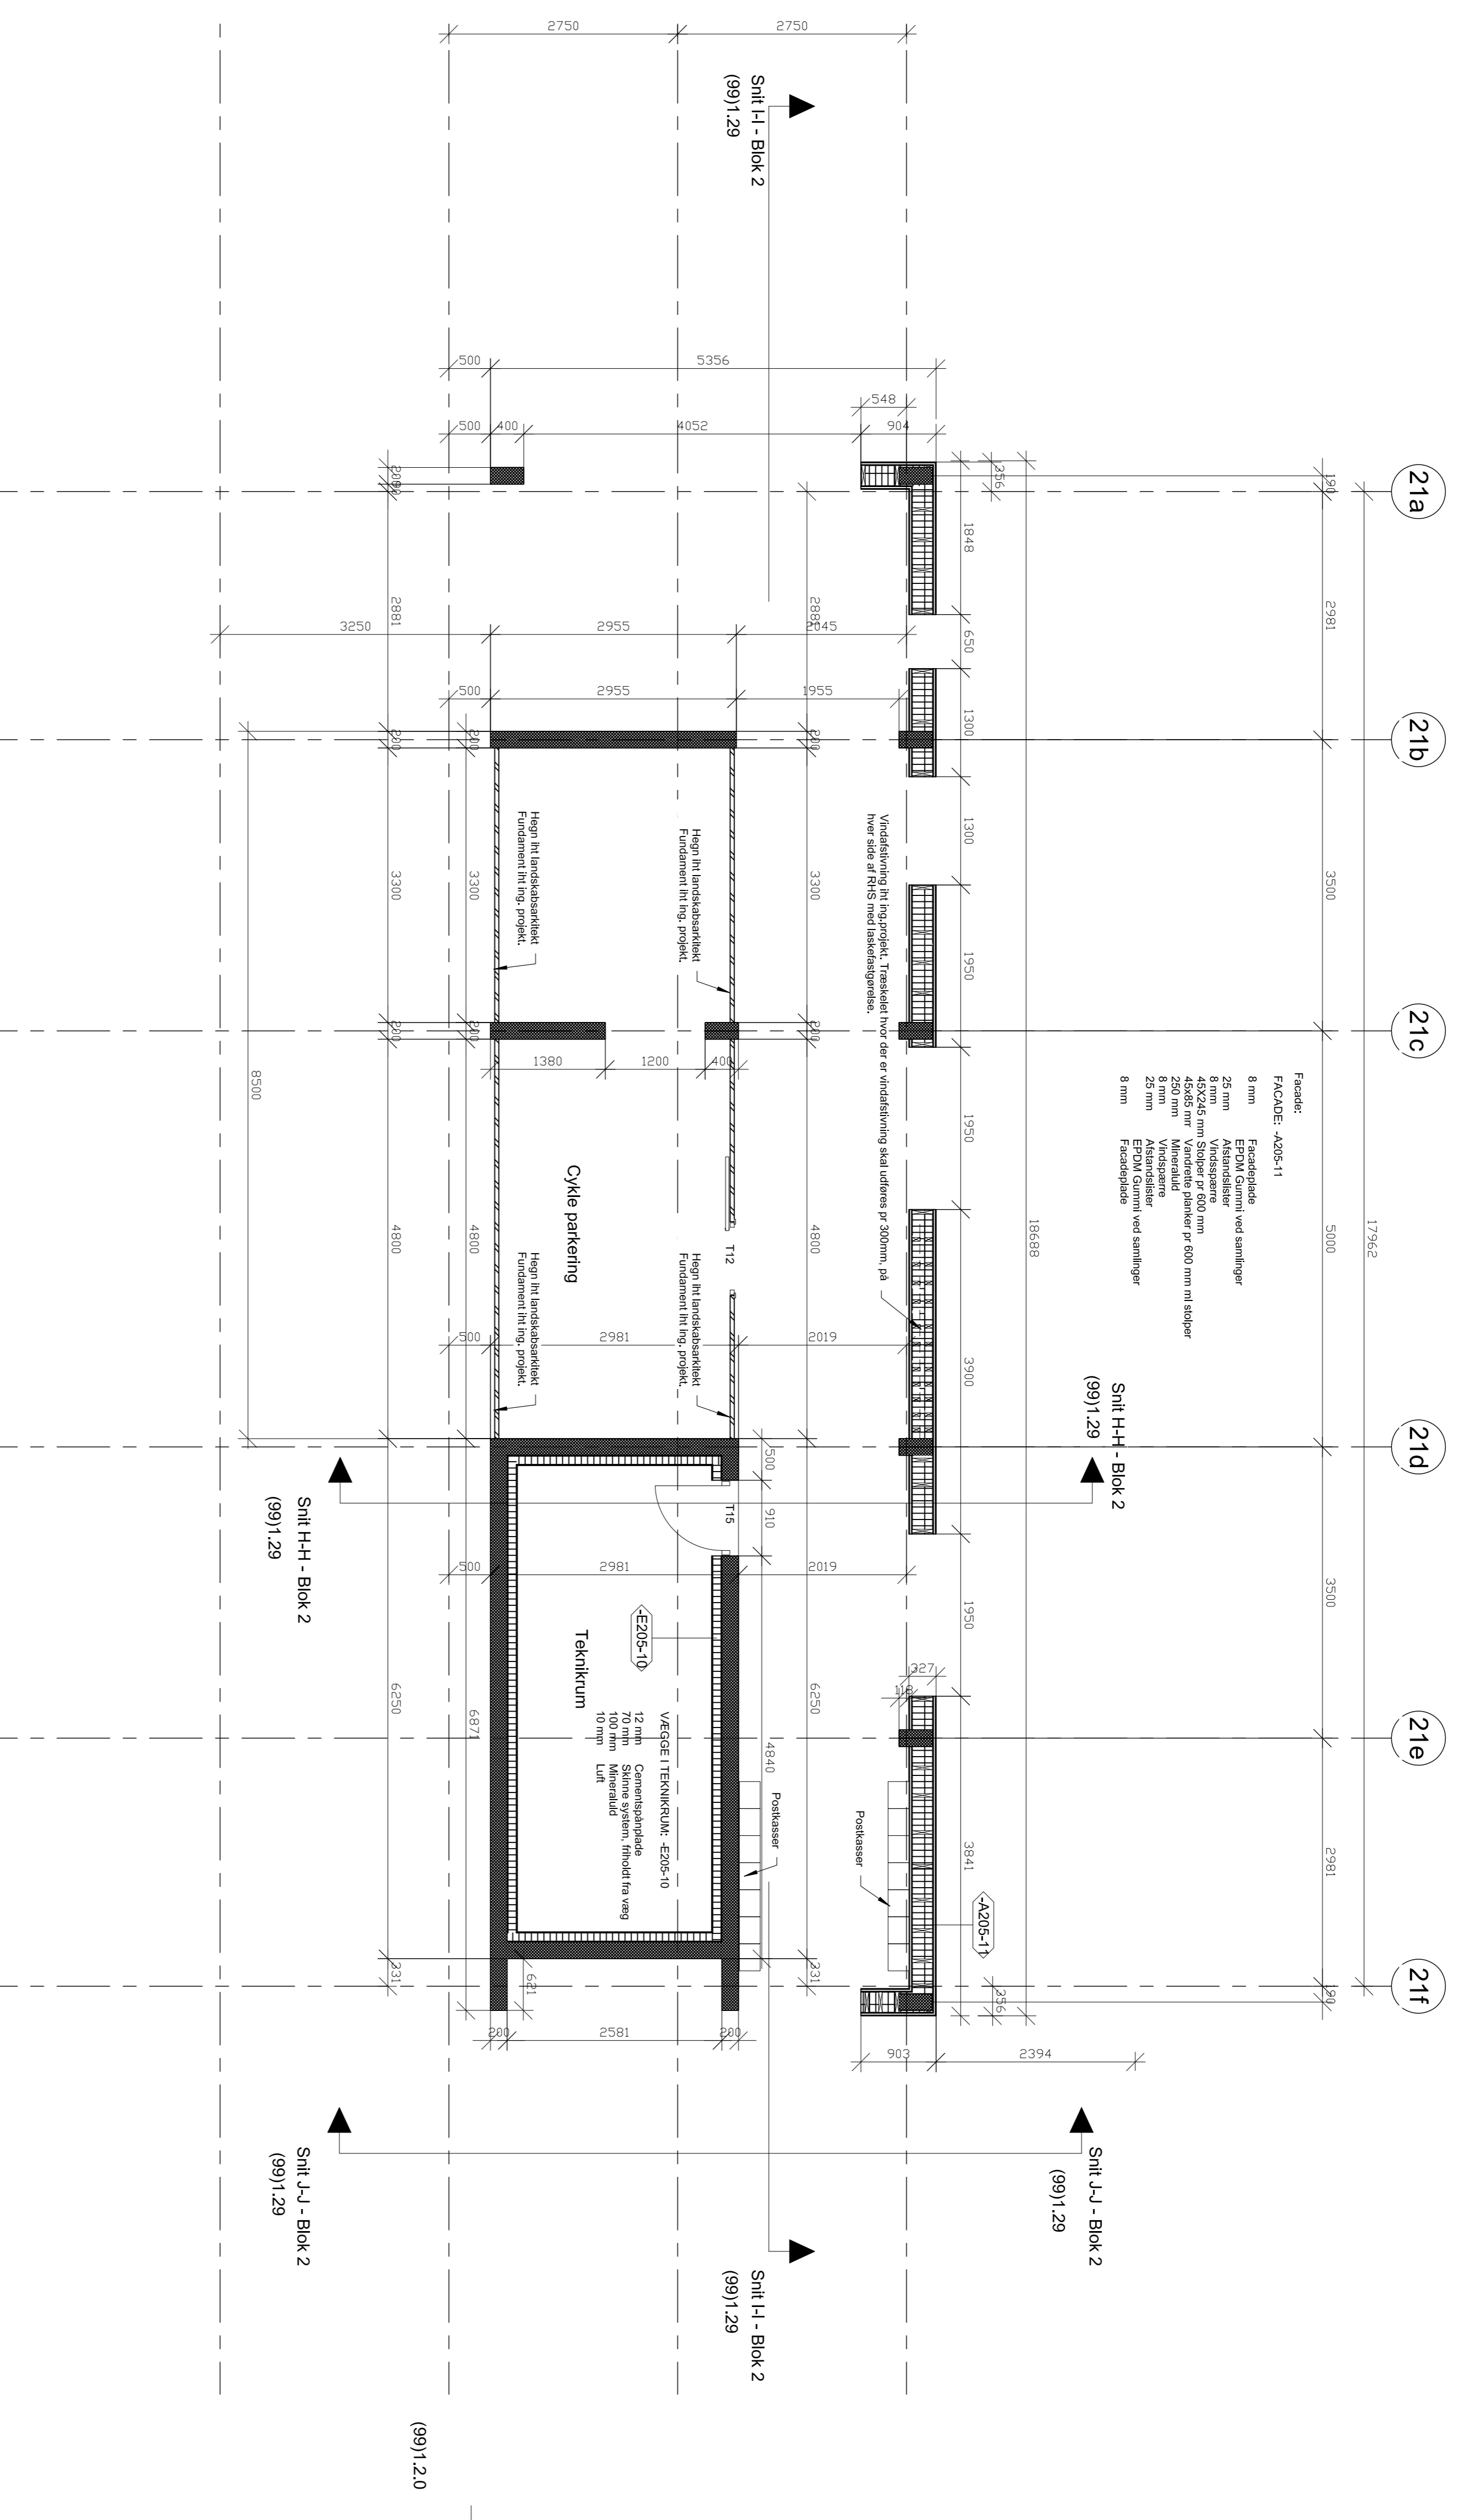 21a
21b
21c
21d
21e
21f
17962
190
2981
3500
5000
3500
2981
190
Facade:
FACADE: -A205-11
8 mm Facadeplade
EPDM Gummi ved samlinger
25 mm Afstandslister
8 mm Vindsspærre
45X245 mm Stolper pr 600 mm
45x85 mm Vandrette planker pr 600 mm ml stolper
250 mm Mineraluld
8 mm Vindspærre
25 mm Afstandslister
EPDM Gummi ved samlinger
8 mm Facadeplade
Snit H-H - Blok 2
(99)1.29
Snit J-J - Blok 2
(99)1.29
18688
356
356
-A205-11
1848
650
1300
1300
1950
1950
3900
1950
3841
2394
903
904
548
327
118
Vindafstivning iht ing.projekt. Træskelet hvor der er vindafstivning skal udføres pr 300mm, på
hver side af RHS med laskefastgørelse.
Postkasser
2881
200
3300
200
4800
6250
331
Postkasser
500
910
4840
Snit I-I - Blok 2
(99)1.29
Snit I-I - Blok 2
(99)1.29
T12
T15
Hegn iht landskabsarkitekt
Fundament iht ing. projekt.
Hegn iht landskabsarkitekt
Fundament iht ing. projekt.
VÆGGE I TEKNIKRUM: -E205-10
12 mm Cementspånplade
70 mm Skinne system, friholdt fra væg
100 mm Mineraluld
10 mm Luft
-E205-10
Teknikrum
Cykle parkering
Hegn iht landskabsarkitekt
Fundament iht ing. projekt.
Hegn iht landskabsarkitekt
Fundament iht ing. projekt.
2750
2750
5356
500
4052
400
500
2045
2955
3250
1955
2955
500
400
1200
1380
2019
2981
500
2019
2981
500
200
2581
200
621
200
3300
200
4800
6871
2881
200
3300
200
4800
6250
331
8500
Snit H-H - Blok 2
(99)1.29
Snit J-J - Blok 2
(99)1.29
(99)1.2.0